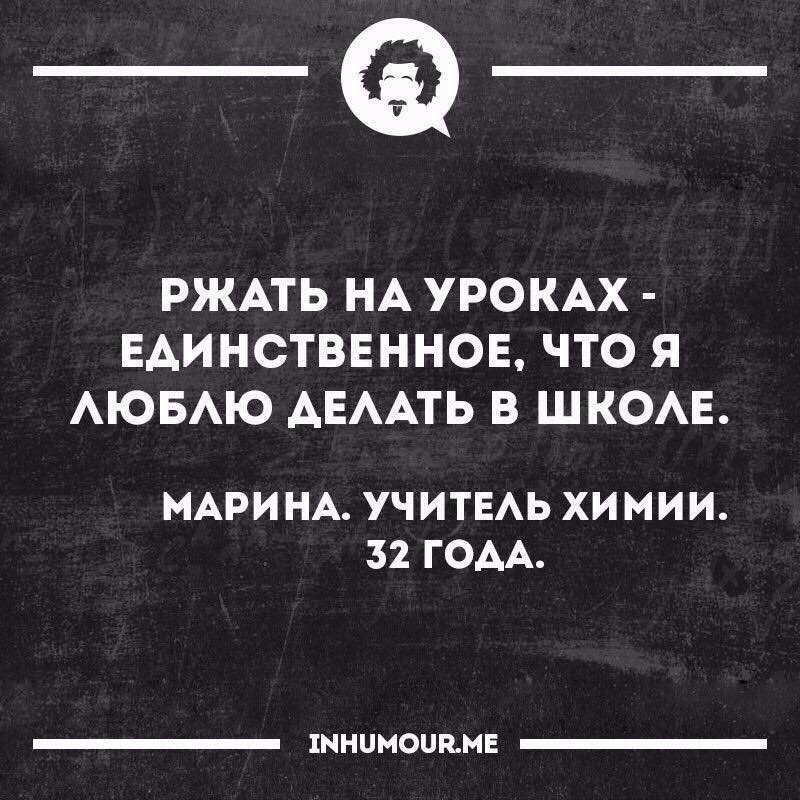 РЖАТЬ НА УРОКАХ -
ЕДИНСТВЕННОЕ, ЧТО Я
ЛЮБЛЮ ДЕЛАТЬ В ШКОЛЕ.
МАРИНА. УЧИТЕЛЬ ХИМИИ.
32 ГОДА.
INHUMOUR.ME